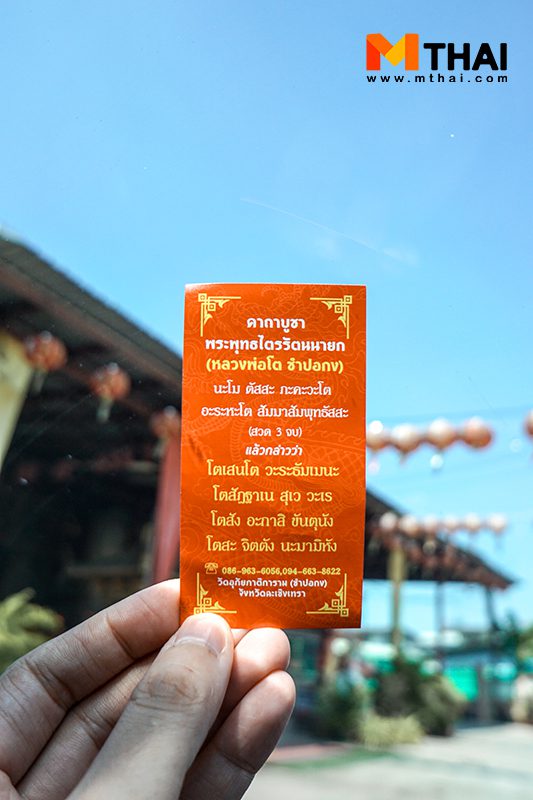 M THAI
www.mthai.com
คาถาบูชา
พระพุทธไตรรัตนนายก
(หลวงพ่อโต ซำปอกง)
นะโม ตัสสะ ภะคะวะโต
อะระหะโต สัมมาสัมพุทธัสสะ
(สวด 3 จบ)
แล้วกล่าวว่า
โตเสนโต วะระธัมเมนะ
โตสัฏฐาเน สุเว วะเร
โตสัง อะภาสิ ขันตุนัง
โตสะ จิตตัง นะมามิหัง
☎ 086-963-6056,094-663-8622
วัดอุภัยภาติการาม (ซำปอกง)
จังหวัดฉะเชิงเทรา